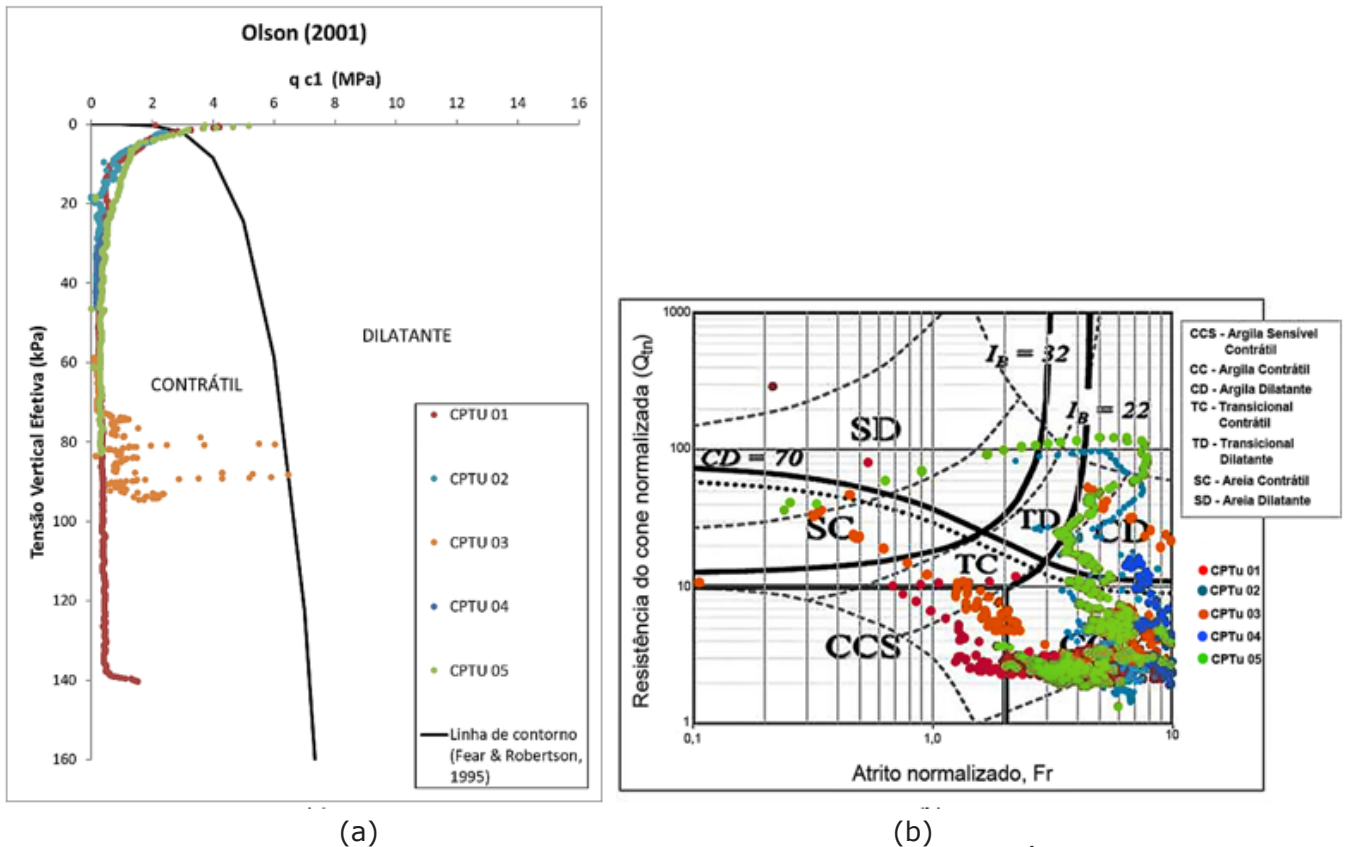 Olson (2001)
q c1 (MPa)
0 2 4 6 8 10 12 14 16
0
20
40
60
80
100
120
140
160
Tensão Vertical Efetiva (kPa)
DILATANTE
CONTRÁTIL
CPTU 01
CPTU 02
CPTU 03
CPTU 04
CPTU 05
Linha de contorno
(Fear & Robertson,
1995)
(a)
1000
100
10
1
0,1 1,0 10
Resistência do cone normalizada (Qtn)
Atrito normalizado, Fr
IB = 32
IB = 22
SD
CD = 70
SC
TD
CD
TC
CCS
CCS - Argila Sensível
Contrátil
CC - Argila Contrátil
CD - Argila Dilatante
TC - Transicional
Contrátil
TD - Transicional
Dilatante
SC - Areia Contrátil
SD - Areia Dilatante
CPTu 01
CPTu 02
CPTu 03
CPTu 04
CPTu 05
(b)